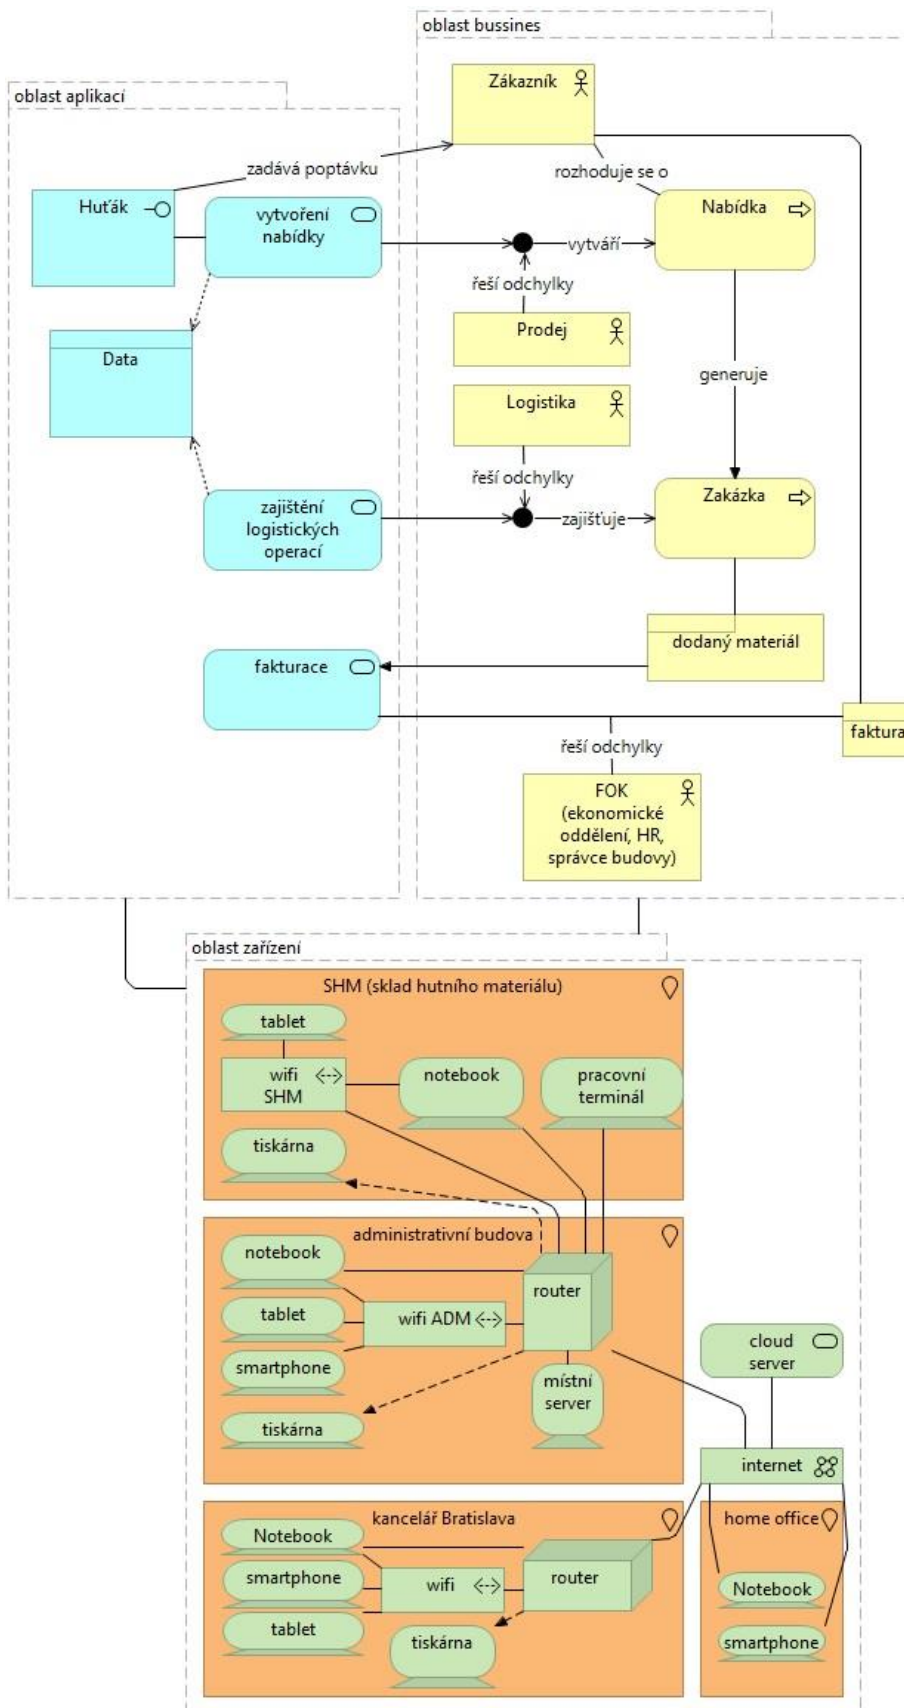 oblast bussines
oblast aplikací
Zákazník
zadává poptávku
rozhoduje se o
Huťák
vytvoření
nabídky
Nabídka
vytváří
řeší odchylky
Prodej
Data
generuje
Logistika
řeší odchylky
zajištění
logistických
operací
zajišťuje
Zakázka
dodaný materiál
fakturace
faktura
řeší odchylky
FOK
(ekonomické
oddělení, HR,
správce budovy)
oblast zařízení
SHM (sklad hutního materiálu)
tablet
wifi
SHM
notebook
pracovní
terminál
tiskárna
administrativní budova
notebook
router
tablet
wifi ADM
smartphone
místní
server
tiskárna
cloud
server
internet
kancelář Bratislava
Notebook
smartphone
wifi
router
tablet
tiskárna
home office
Notebook
smartphone